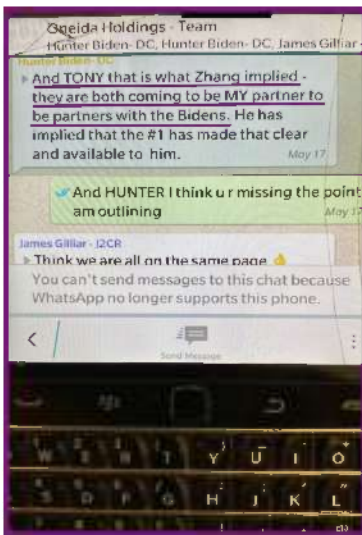 Oneida Holdings - Team
Hunter Biden- DC, Hunter Biden- DC, James Gilliar -
Hunter Biden- DC
And TONY that is what Zhang implied -
they are both coming to be MY partner to
be partners with the Bidens. He has
implied that the #1 has made that clear
and available to him. May 17
And HUNTER I think u r missing the point
am outlining May 17
James Gilliar - J2CR
Think we are all on the same page 👍
You can't send messages to this chat because
WhatsApp no longer supports this phone.
Send Message
W E R T Y U I O
S D F G H J K L